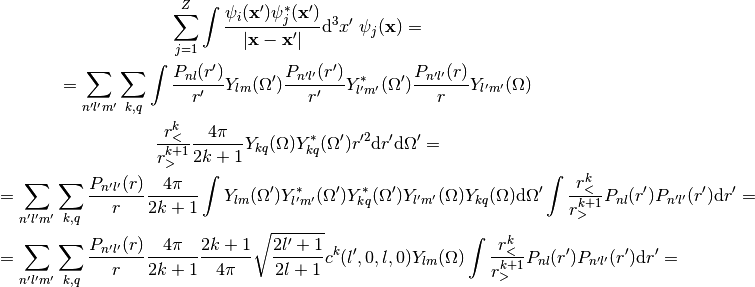 \sum_{j=1}^{Z} \int \frac{\psi_i(\mathbf{x}')\psi_j^*(\mathbf{x}')}{|\mathbf{x}-\mathbf{x}'|} \mathrm{d}^3x' \ \psi_j(\mathbf{x}) =
= \sum_{n'l'm'} \sum_{k,q} \int \frac{P_{nl}(r')}{r'} Y_{lm}(\Omega') \frac{P_{n'l'}(r')}{r'} Y_{l'm'}^*(\Omega') \frac{P_{n'l'}(r)}{r} Y_{l'm'}(\Omega)
\frac{r_<^k}{r_>^{k+1}} \frac{4\pi}{2k+1} Y_{kq}(\Omega) Y_{kq}^*(\Omega') r'^2 \mathrm{d}r' \mathrm{d}\Omega' =
= \sum_{n'l'm'} \sum_{k,q} \frac{P_{n'l'}(r)}{r} \frac{4\pi}{2k+1} \int Y_{lm}(\Omega') Y_{l'm'}^*(\Omega') Y_{kq}^*(\Omega') Y_{l'm'}(\Omega) Y_{kq}(\Omega) \mathrm{d}\Omega' \int \frac{r_<^k}{r_>^{k+1}} P_{nl}(r') P_{n'l'}(r') \mathrm{d}r' =
= \sum_{n'l'm'} \sum_{k,q} \frac{P_{n'l'}(r)}{r} \frac{4\pi}{2k+1} \frac{2k+1}{4\pi} \sqrt{\frac{2l'+1}{2l+1}} c^k(l',0,l,0) Y_{lm}(\Omega) \int \frac{r_<^k}{r_>^{k+1}} P_{nl}(r') P_{n'l'}(r') \mathrm{d}r' =